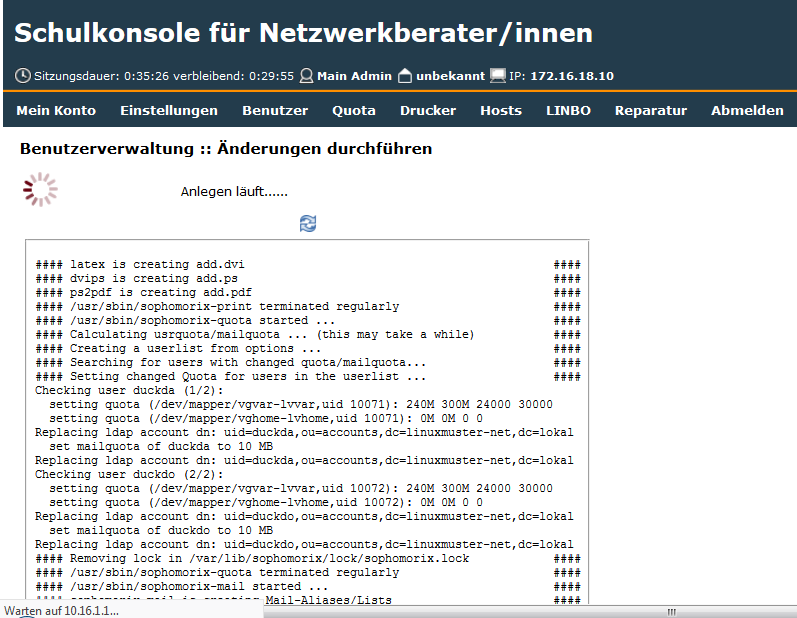 Schulkonsole für Netzwerkberater/innen
Sitzungsdauer: 0:35:26 verbleibend: 0:29:55 Main Admin unbekannt IP: 172.16.18.10
Mein Konto Einstellungen Benutzer Quota Drucker Hosts LINBO Reparatur Abmelden
Benutzerverwaltung :: Änderungen durchführen
Anlegen läuft......
#### latex is creating add.dvi ####
#### dvips is creating add.ps ####
#### ps2pdf is creating add.pdf ####
#### /usr/sbin/sophomorix-print terminated regularly ####
#### /usr/sbin/sophomorix-quota started ... ####
#### Calculating usrquota/mailquota ... (this may take a while) ####
#### Creating a userlist from options ... ####
#### Searching for users with changed quota/mailquota... ####
#### Setting changed Quota for users in the userlist ... ####
Checking user duckda (1/2):
setting quota (/dev/mapper/vgvar-lvvar,uid 10071): 240M 300M 24000 30000
setting quota (/dev/mapper/vghome-lvhome,uid 10071): 0M 0M 0 0
Replacing ldap account dn: uid=duckda,ou=accounts,dc=linuxmuster-net,dc=lokal
set mailquota of duckda to 10 MB
Replacing ldap account dn: uid=duckda,ou=accounts,dc=linuxmuster-net,dc=lokal
Checking user duckdo (2/2):
setting quota (/dev/mapper/vgvar-lvvar,uid 10072): 240M 300M 24000 30000
setting quota (/dev/mapper/vghome-lvhome,uid 10072): 0M 0M 0 0
Replacing ldap account dn: uid=duckdo,ou=accounts,dc=linuxmuster-net,dc=lokal
set mailquota of duckdo to 10 MB
Replacing ldap account dn: uid=duckdo,ou=accounts,dc=linuxmuster-net,dc=lokal
#### Removing lock in /var/lib/sophomorix/lock/sophomorix.lock ####
#### /usr/sbin/sophomorix-quota terminated regularly ####
#### /usr/sbin/sophomorix-mail started ... ####
#### sophomorix-mail is creating Mail-Aliases/Lists ####
Warten auf 10.16.1.1...